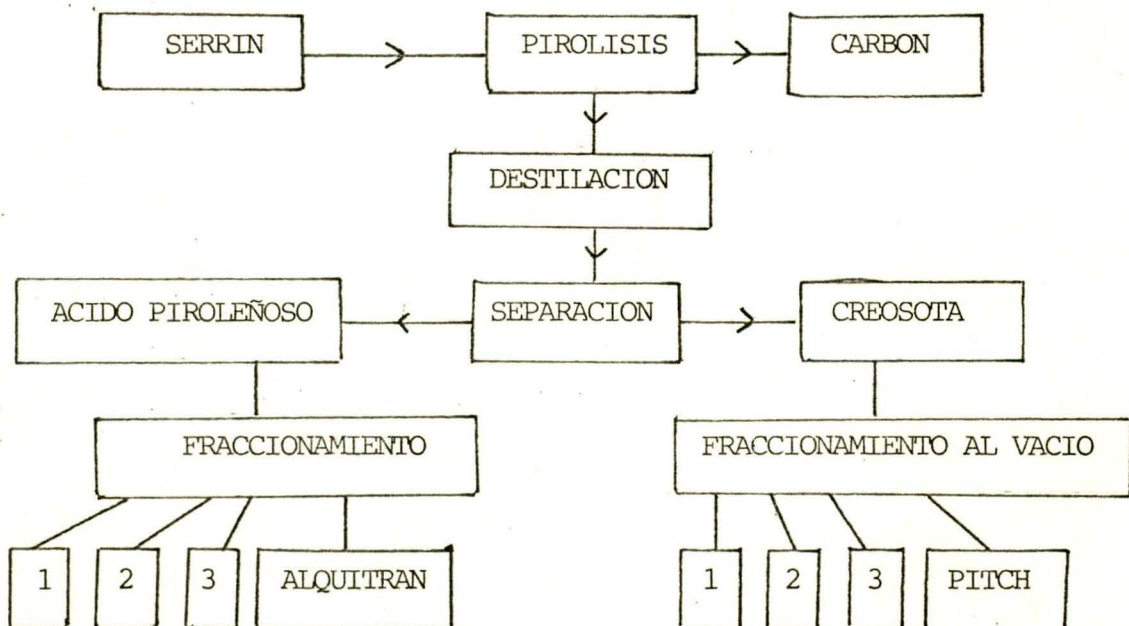 SERRIN
PIROLISIS
CARBON
DESTILACION
ACIDO PIROLEÑOSO
SEPARACION
CREOSOTA
FRACCIONAMIENTO
FRACCIONAMIENTO AL VACIO
1
2
3
ALQUITRAN
1
2
3
PITCH